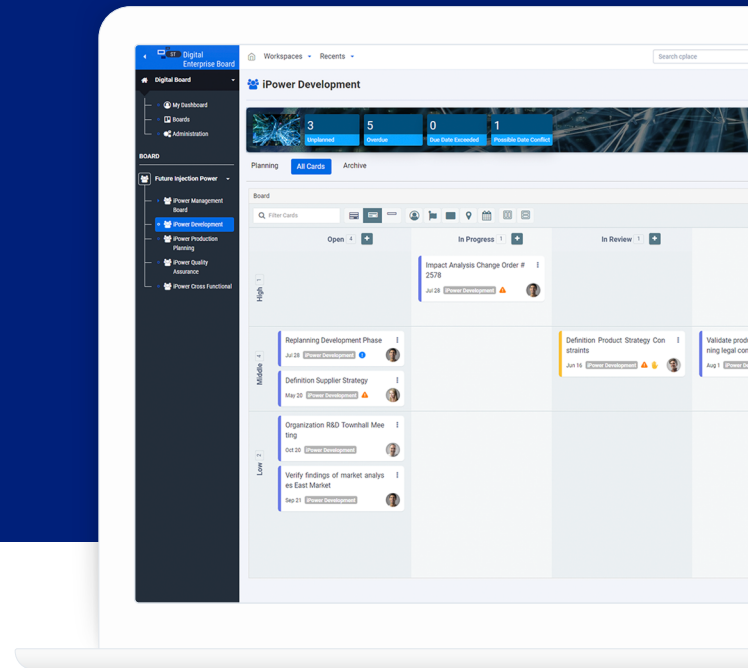 ST
Digital
Enterprise Board
Workspaces
Recents
Search cplace
Digital Board
My Dashboard
Boards
Administration
BOARD
Future Injection Power
iPower Management
Board
iPower Development
iPower Production
Planning
iPower Quality
Assurance
iPower Cross Functional
iPower Development
3
Unplanned
5
Overdue
0
Due Date Exceeded
1
Possible Date Conflict
Planning
All Cards
Archive
Board
Filter Cards
Open 4
In Progress 1
In Review 1
High 1
Impact Analysis Change Order #
2578
Jul 28 iPower Development
Middle 4
Replanning Development Phase
Jul 28 iPower Development
Definition Supplier Strategy
May 20 iPower Development
Definition Product Strategy Con
straints
Jun 16 iPower Development
Validate prod
ning legal con
Aug 1 iPower De
Low 2
Organization R&D Townhall Mee
ting
Oct 20 iPower Development
Verify findings of market analys
es East Market
Sep 21 iPower Development